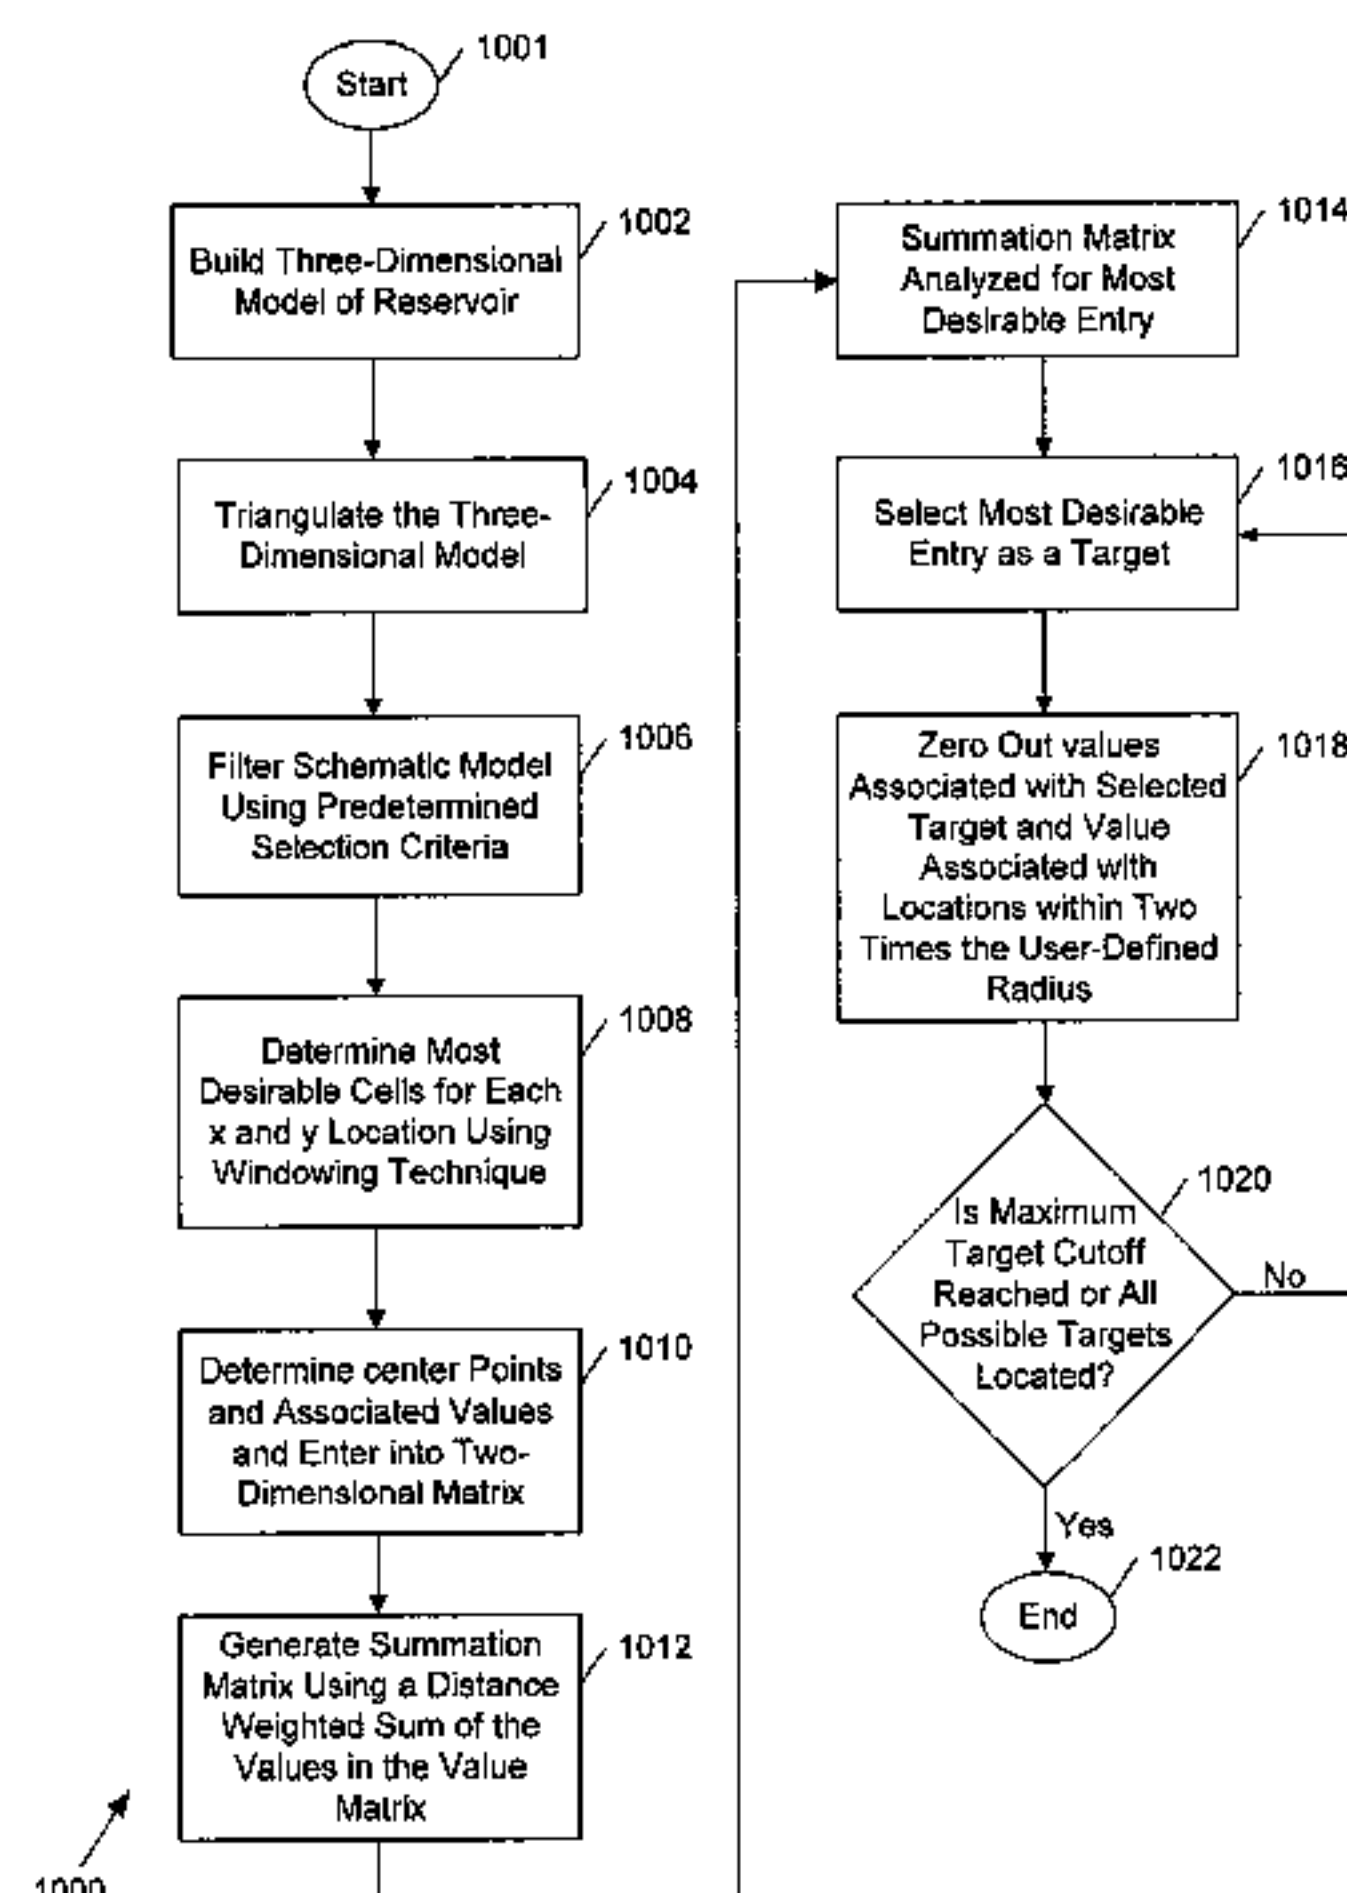 Start
1001
Build Three-Dimensional
Model of Reservoir
1002
Triangulate the Three-
Dimensional Model
1004
Filter Schematic Model
Using Predetermined
Selection Criteria
1006
Determine Most
Desirable Cells for Each
x and y Location Using
Windowing Technique
1008
Determine center Points
and Associated Values
and Enter into Two-
Dimensional Matrix
1010
Generate Summation
Matrix Using a Distance
Weighted Sum of the
Values in the Value
Matrix
1012
1000
Summation Matrix
Analyzed for Most
Desirable Entry
1014
Select Most Desirable
Entry as a Target
1016
Zero Out values
Associated with Selected
Target and Value
Associated with
Locations within Two
Times the User-Defined
Radius
1018
Is Maximum
Target Cutoff
Reached or All
Possible Targets
Located?
1020
No
Yes
End
1022